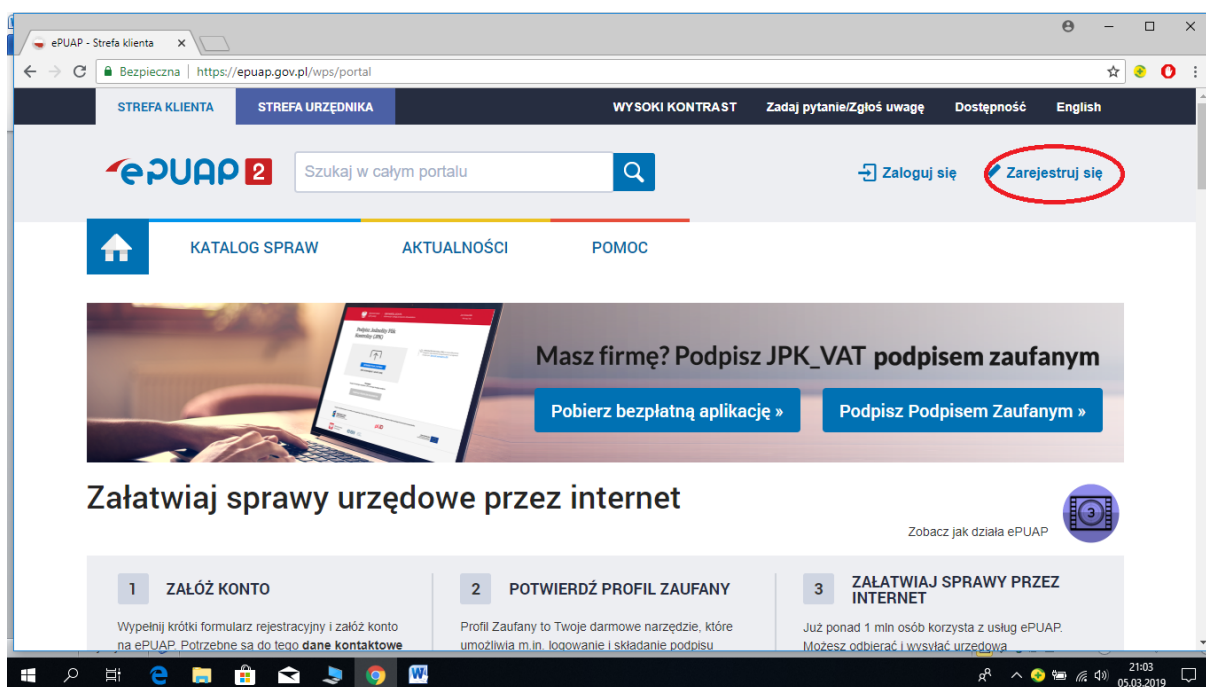 ePUAP - Strefa klienta
Bezpieczna | https://epuap.gov.pl/wps/portal
STREFA KLIENTA STREFA URZĘDNIKA WYSOKI KONTRAST Zadaj pytanie/Zgłoś uwagę Dostępność English
ePUAP 2 Szukaj w całym portalu Zaloguj się Zarejestruj się
KATALOG SPRAW AKTUALNOŚCI POMOC
Masz firmę? Podpisz JPK_VAT podpisem zaufanym
Pobierz bezpłatną aplikację » Podpisz Podpisem Zaufanym »
Załatwiaj sprawy urzędowe przez internet
3
Zobacz jak działa ePUAP
1 ZAŁÓŻ KONTO
Wypełnij krótki formularz rejestracyjny i załóż konto
na ePUAP. Potrzebne są do tego dane kontaktowe
2 POTWIERDŹ PROFIL ZAUFANY
Profil Zaufany to Twoje darmowe narzędzie, które
umożliwia m.in. logowanie i składanie podpisu
3 ZAŁATWIAJ SPRAWY PRZEZ
INTERNET
Już ponad 1 mln osób korzysta z usług ePUAP.
Możesz odbierać i wysyłać urzędową
21:03
05.03.2019